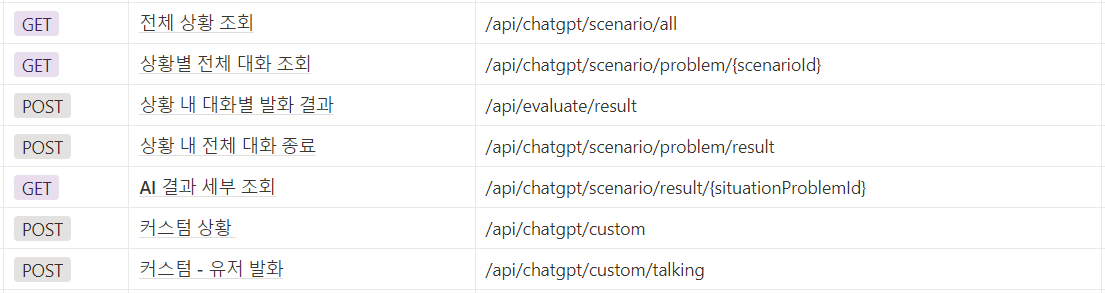 GET 전체 상황 조회 /api/chatgpt/scenario/all
GET 상황별 전체 대화 조회 /api/chatgpt/scenario/problem/{scenarioId}
POST 상황 내 대화별 발화 결과 /api/evaluate/result
POST 상황 내 전체 대화 종료 /api/chatgpt/scenario/problem/result
GET AI 결과 세부 조회 /api/chatgpt/scenario/result/{situationProblemId}
POST 커스텀 상황 /api/chatgpt/custom
POST 커스텀 - 유저 발화 /api/chatgpt/custom/talking